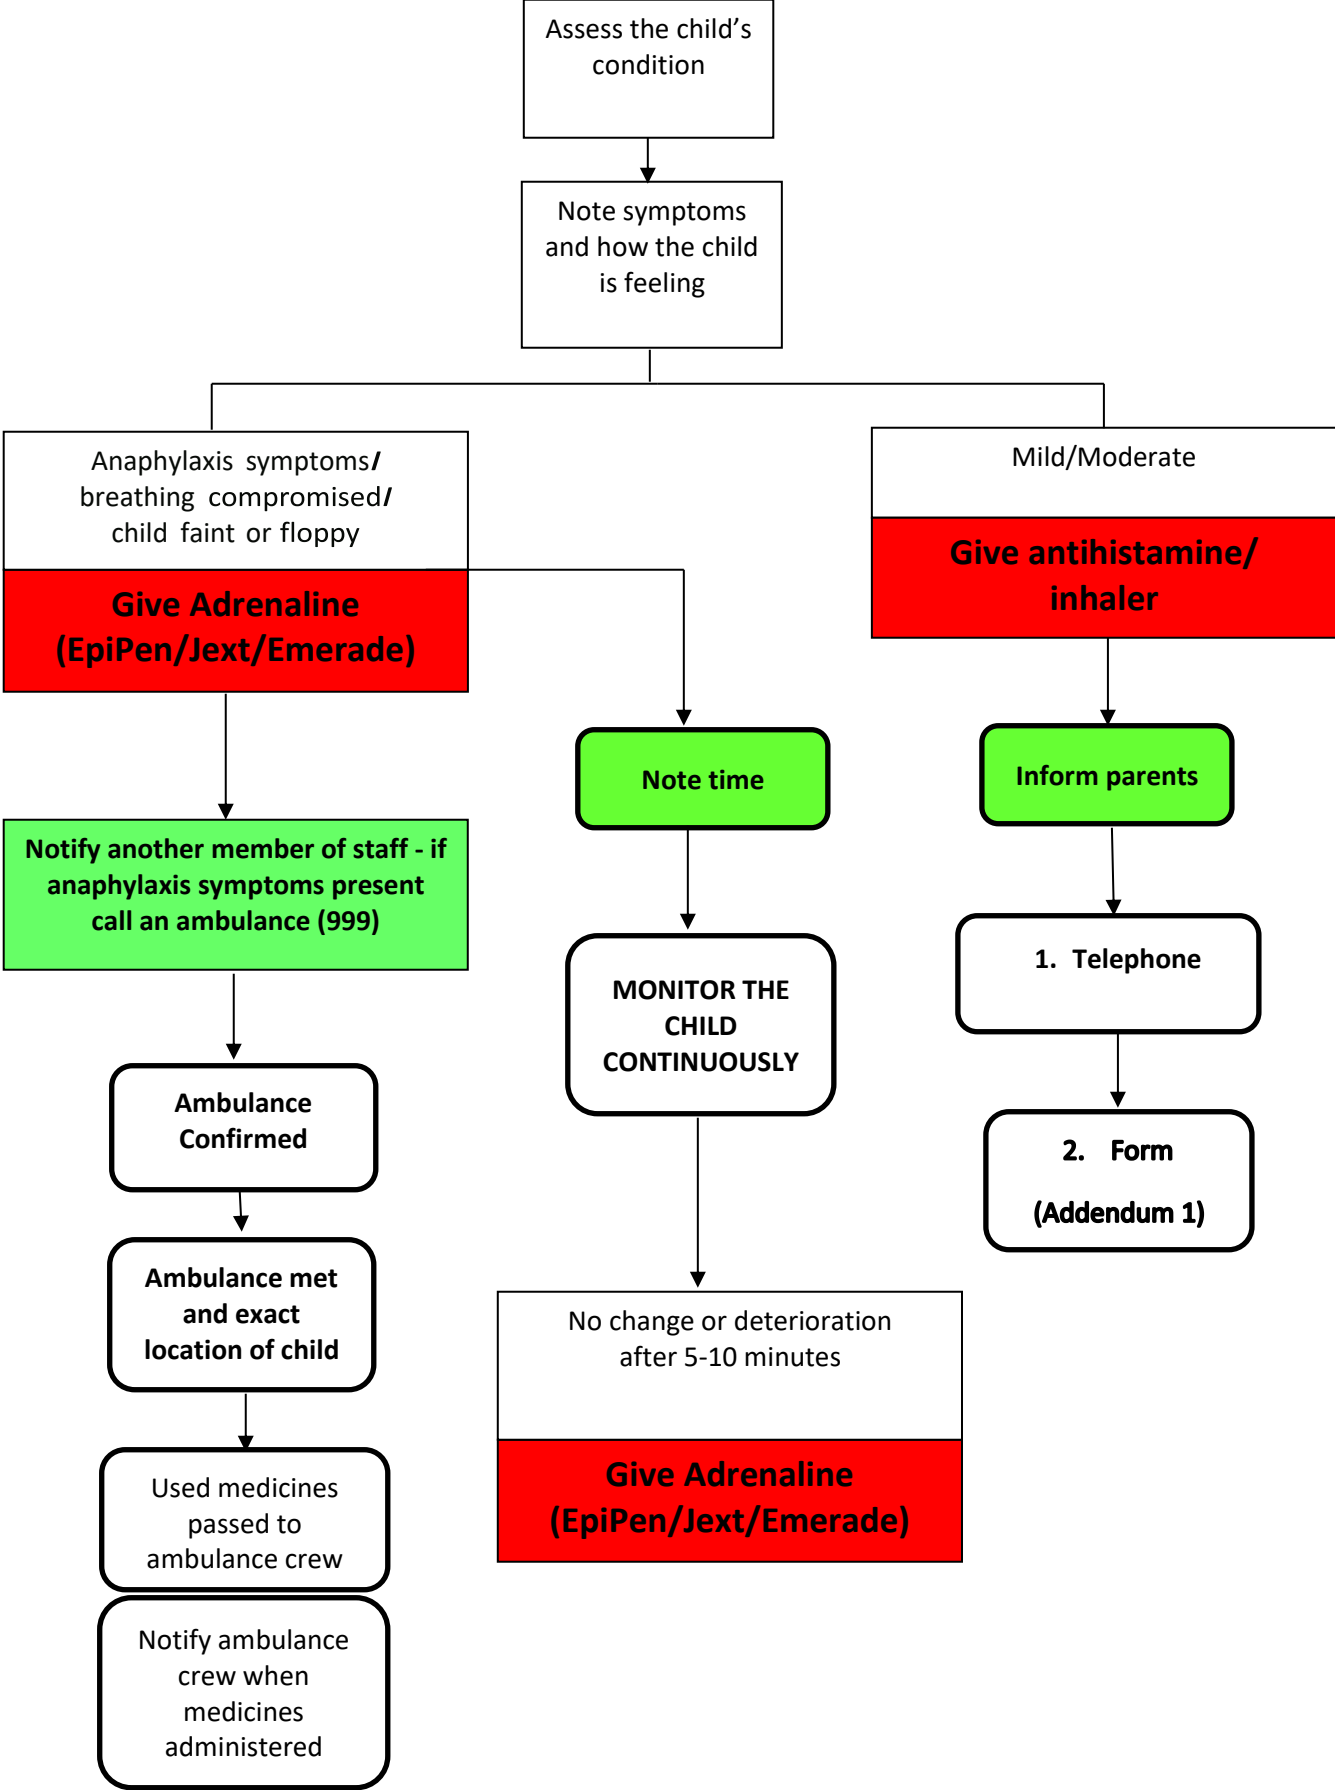 Assess the child’s
condition
Note symptoms
and how the child
is feeling
Anaphylaxis symptoms/
breathing compromised/
child faint or floppy
Give Adrenaline
(EpiPen/Jext/Emerade)
Mild/Moderate
Give antihistamine/
inhaler
Notify another member of staff - if
anaphylaxis symptoms present
call an ambulance (999)
Note time
Inform parents
MONITOR THE
CHILD
CONTINUOUSLY
1. Telephone
Ambulance
Confirmed
2. Form
(Addendum 1)
Ambulance met
and exact
location of child
No change or deterioration
after 5-10 minutes
Give Adrenaline
(EpiPen/Jext/Emerade)
Used medicines
passed to
ambulance crew
Notify ambulance
crew when
medicines
administered